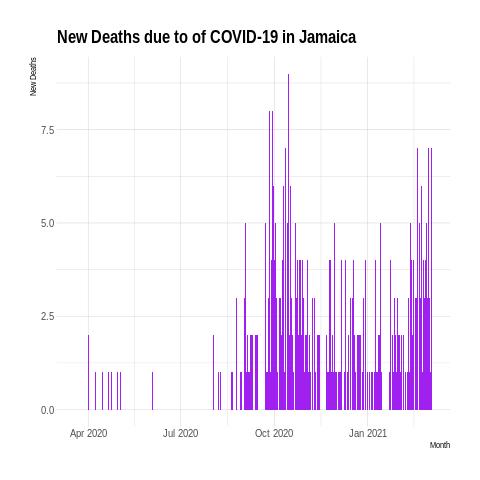 New Deaths due to of COVID-19 in Jamaica
New Deaths
7.5
5.0
2.5
0.0
Apr 2020 Jul 2020 Oct 2020 Jan 2021
Month